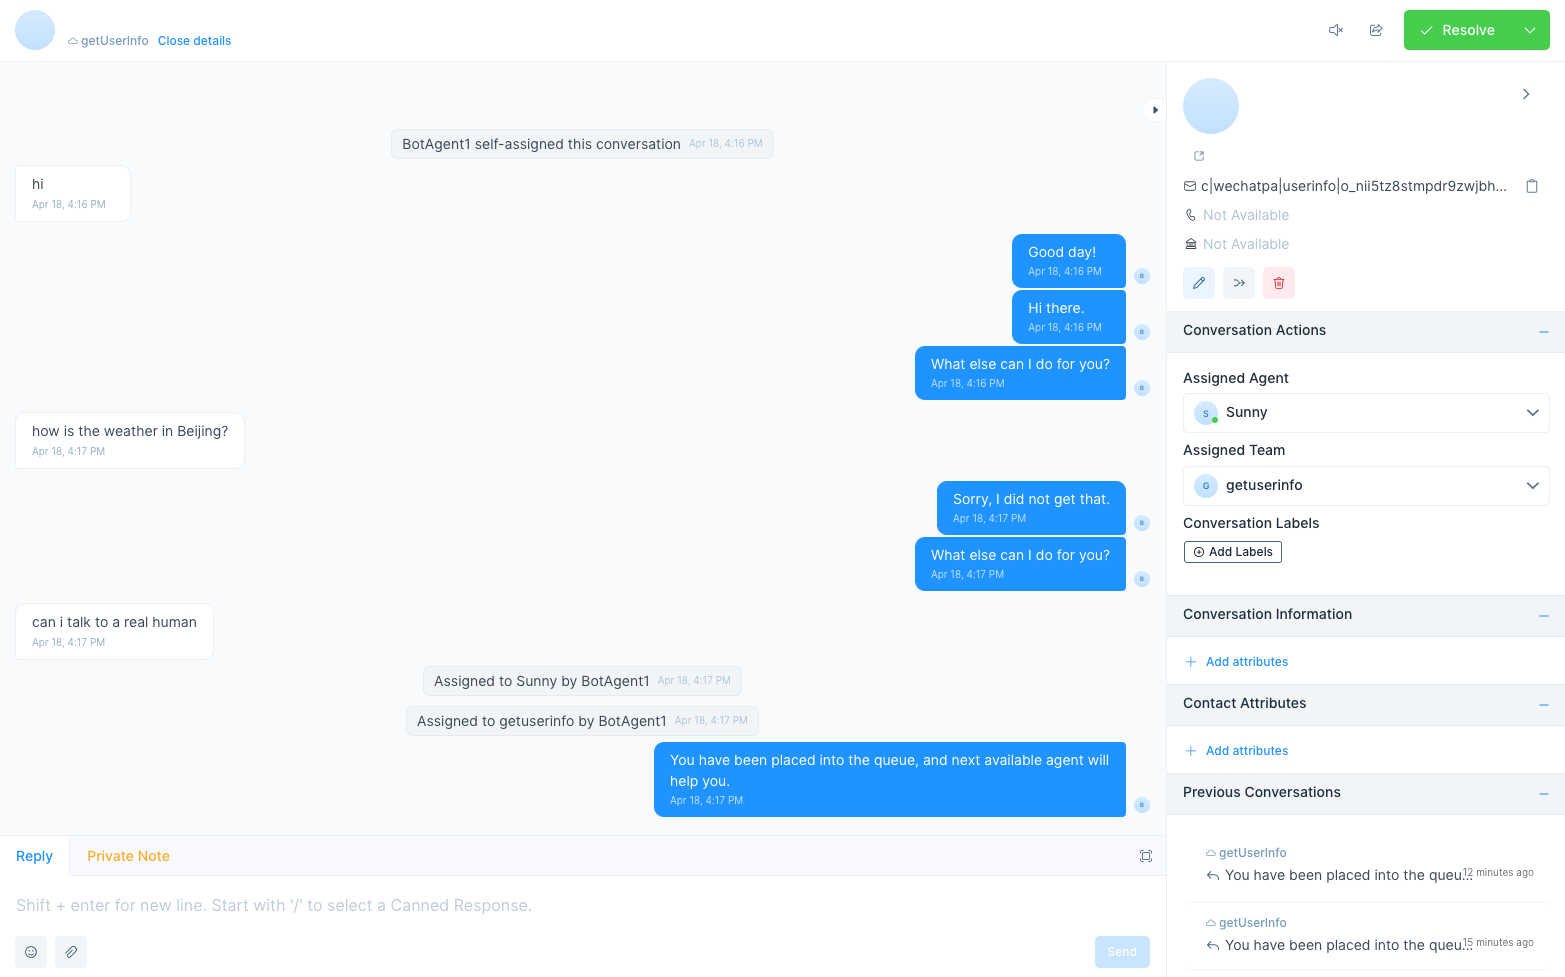 getUserInfo Close details
Resolve
BotAgent1 self-assigned this conversation Apr 18, 4:16 PM
hi
Apr 18, 4:16 PM
Good day!
Apr 18, 4:16 PM
B
Hi there.
Apr 18, 4:16 PM
B
What else can I do for you?
Apr 18, 4:16 PM
B
how is the weather in Beijing?
Apr 18, 4:17 PM
Sorry, I did not get that.
Apr 18, 4:17 PM
B
What else can I do for you?
Apr 18, 4:17 PM
B
can i talk to a real human
Apr 18, 4:17 PM
Assigned to Sunny by BotAgent1 Apr 18, 4:17 PM
Assigned to getuserinfo by BotAgent1 Apr 18, 4:17 PM
You have been placed into the queue, and next available agent will
help you.
Apr 18, 4:17 PM
B
Reply Private Note
Shift + enter for new line. Start with '/' to select a Canned Response.
Send
c|wechatpa|userinfo|o_nii5tz8stmpdr9zwjbh...
Not Available
Not Available
Conversation Actions
Assigned Agent
S Sunny
Assigned Team
G getuserinfo
Conversation Labels
Add Labels
Conversation Information
Add attributes
Contact Attributes
Add attributes
Previous Conversations
getUserInfo
You have been placed into the queu... 12 minutes ago
getUserInfo
You have been placed into the queu... 15 minutes ago